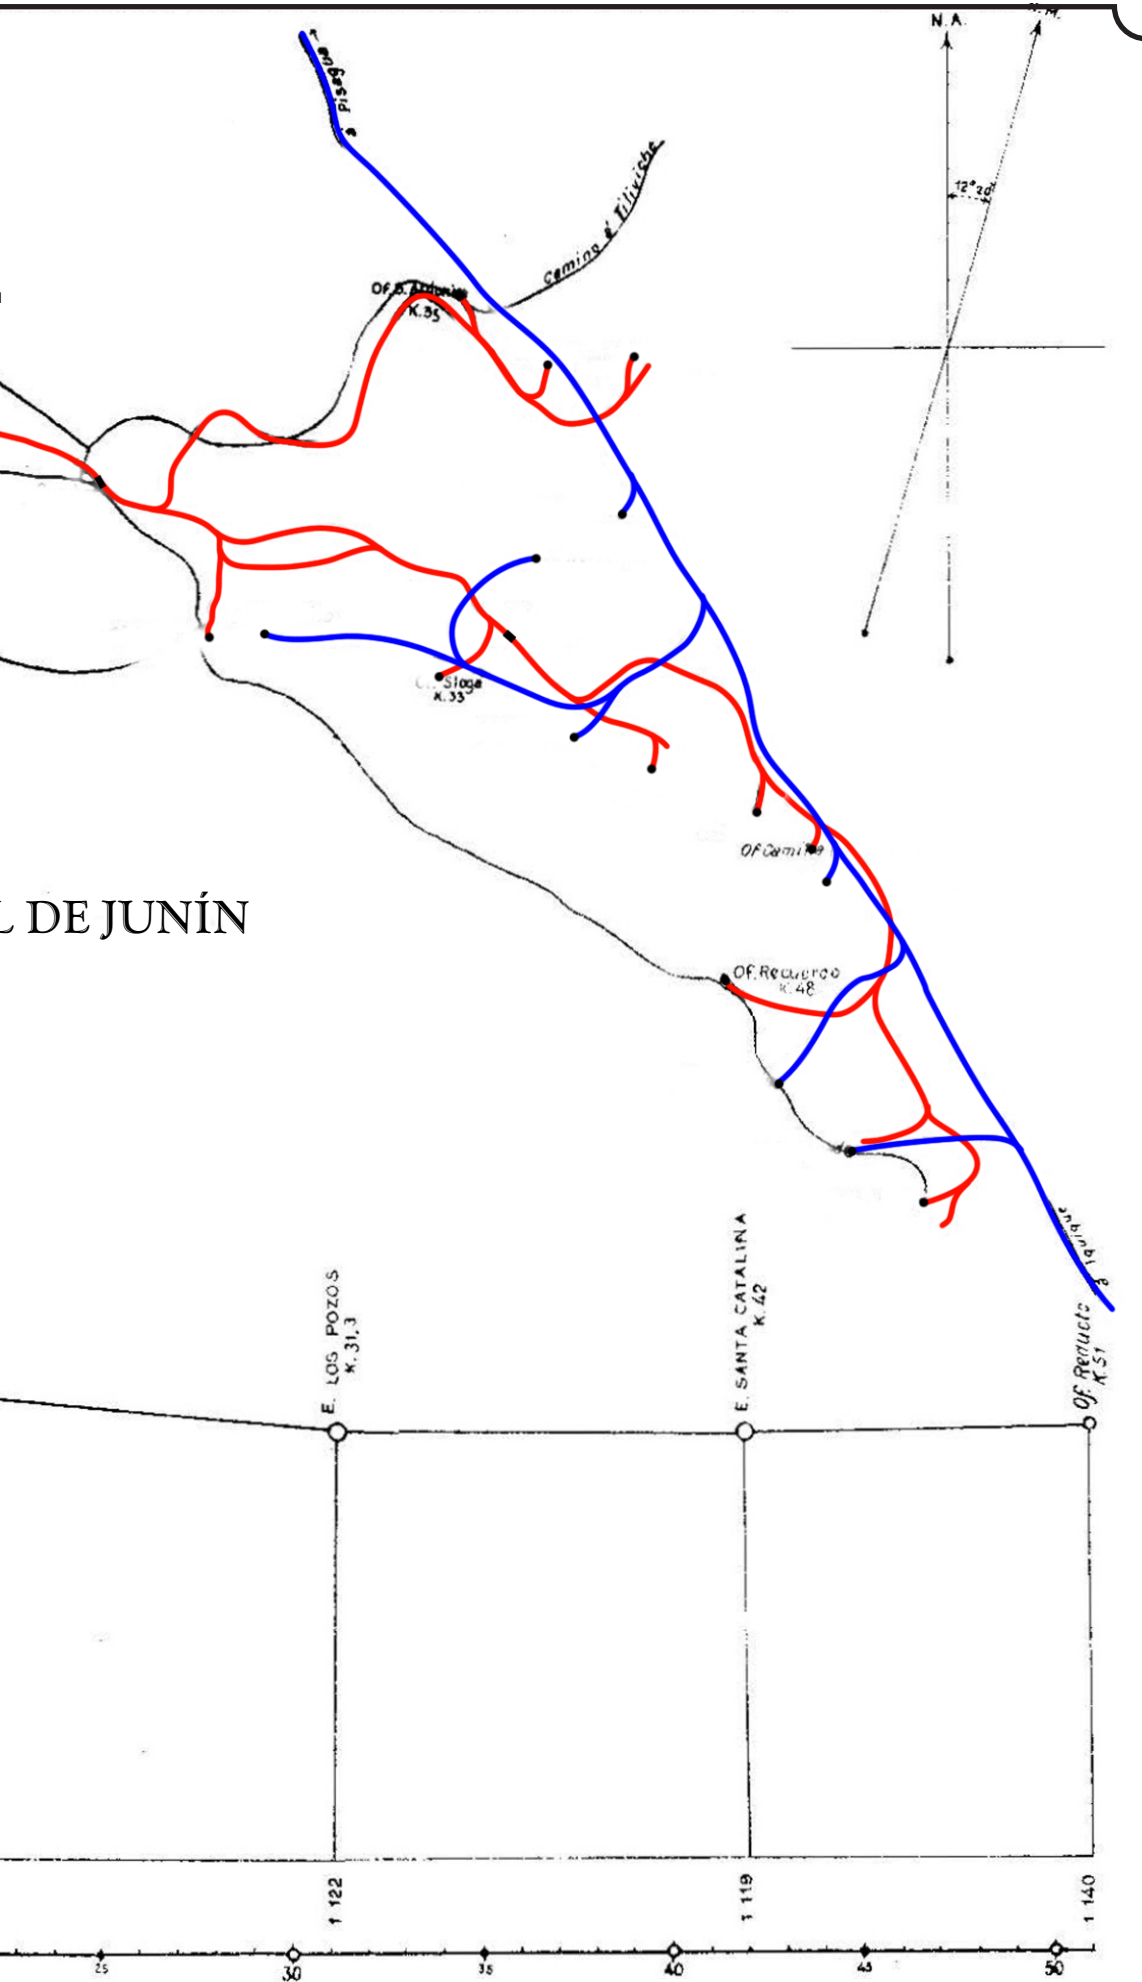 N.A.
N.M.
á Pisagua
12° 20'
Camino á Tiliviche
Of. S. Antonio
K.35
Sloga
K.33
Of Camiña
L DE JUNÍN
Of. Recuerdo
K.48
á Iquique
E. LOS POZOS
K. 31,3
E. SANTA CATALINA
K. 42
Of. Reducto
K 51
1 122
1 119
1 140
25
30
35
40
45
50